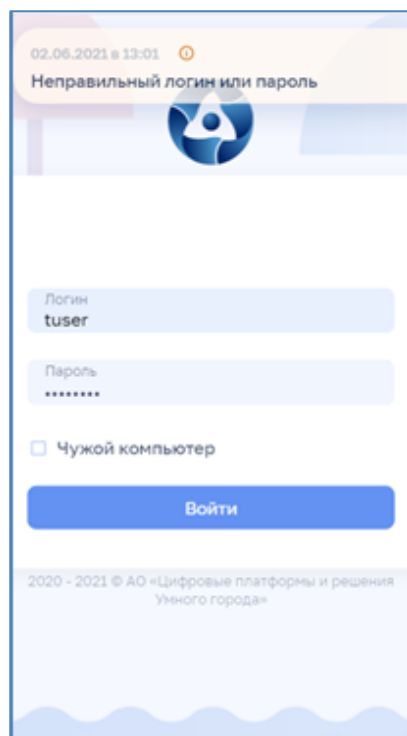 02.06.2021 в 13:01
Неправильный логин или пароль
Логин
tuser
Пароль
••••••••
Чужой компьютер
Войти
2020 - 2021 © АО «Цифровые платформы и решения
Умного города»